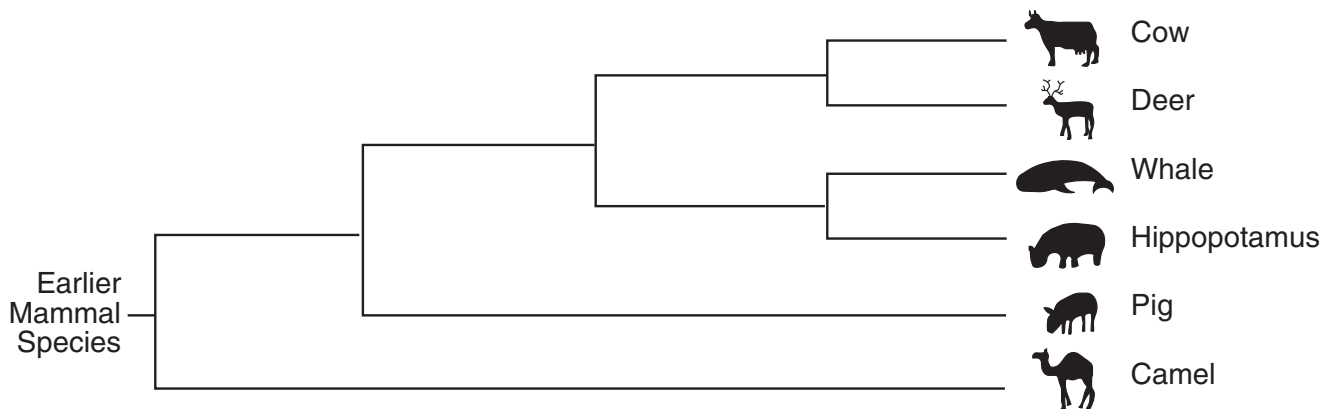 Cow
Deer
Whale
Hippopotamus
Earlier
Mammal
Species
Pig
Camel